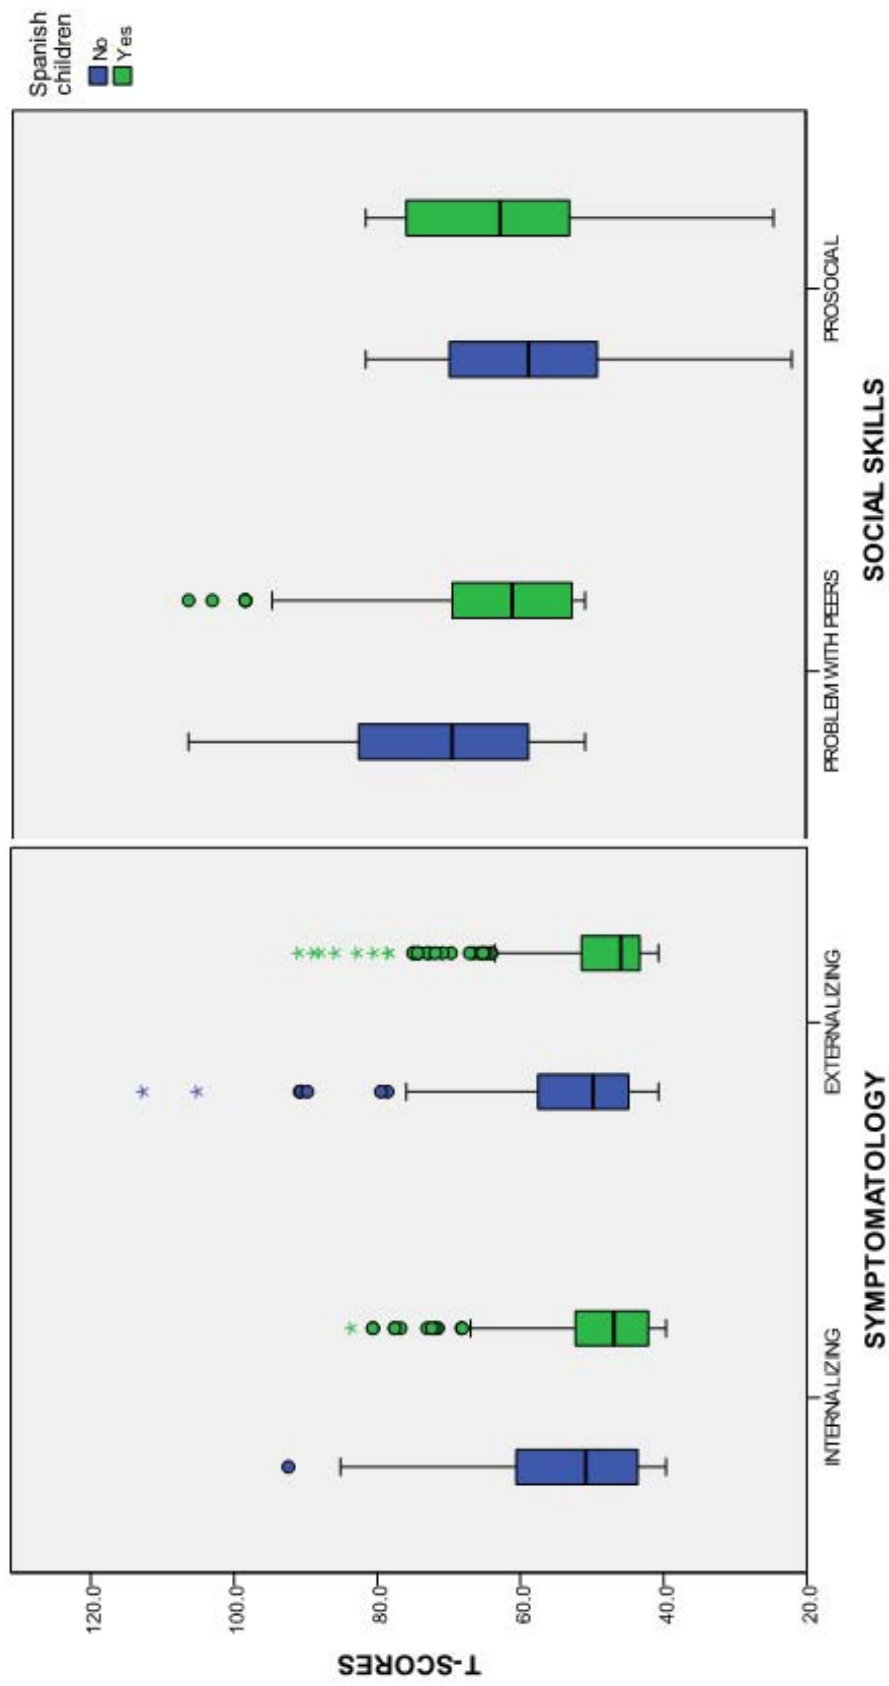 Spanish
children
No
Yes
T-SCORES
120.0
100.0
80.0
60.0
40.0
20.0
INTERNALIZING
EXTERNALIZING
PROBLEM WITH PEERS
PROSOCIAL
SYMPTOMATOLOGY
SOCIAL SKILLS